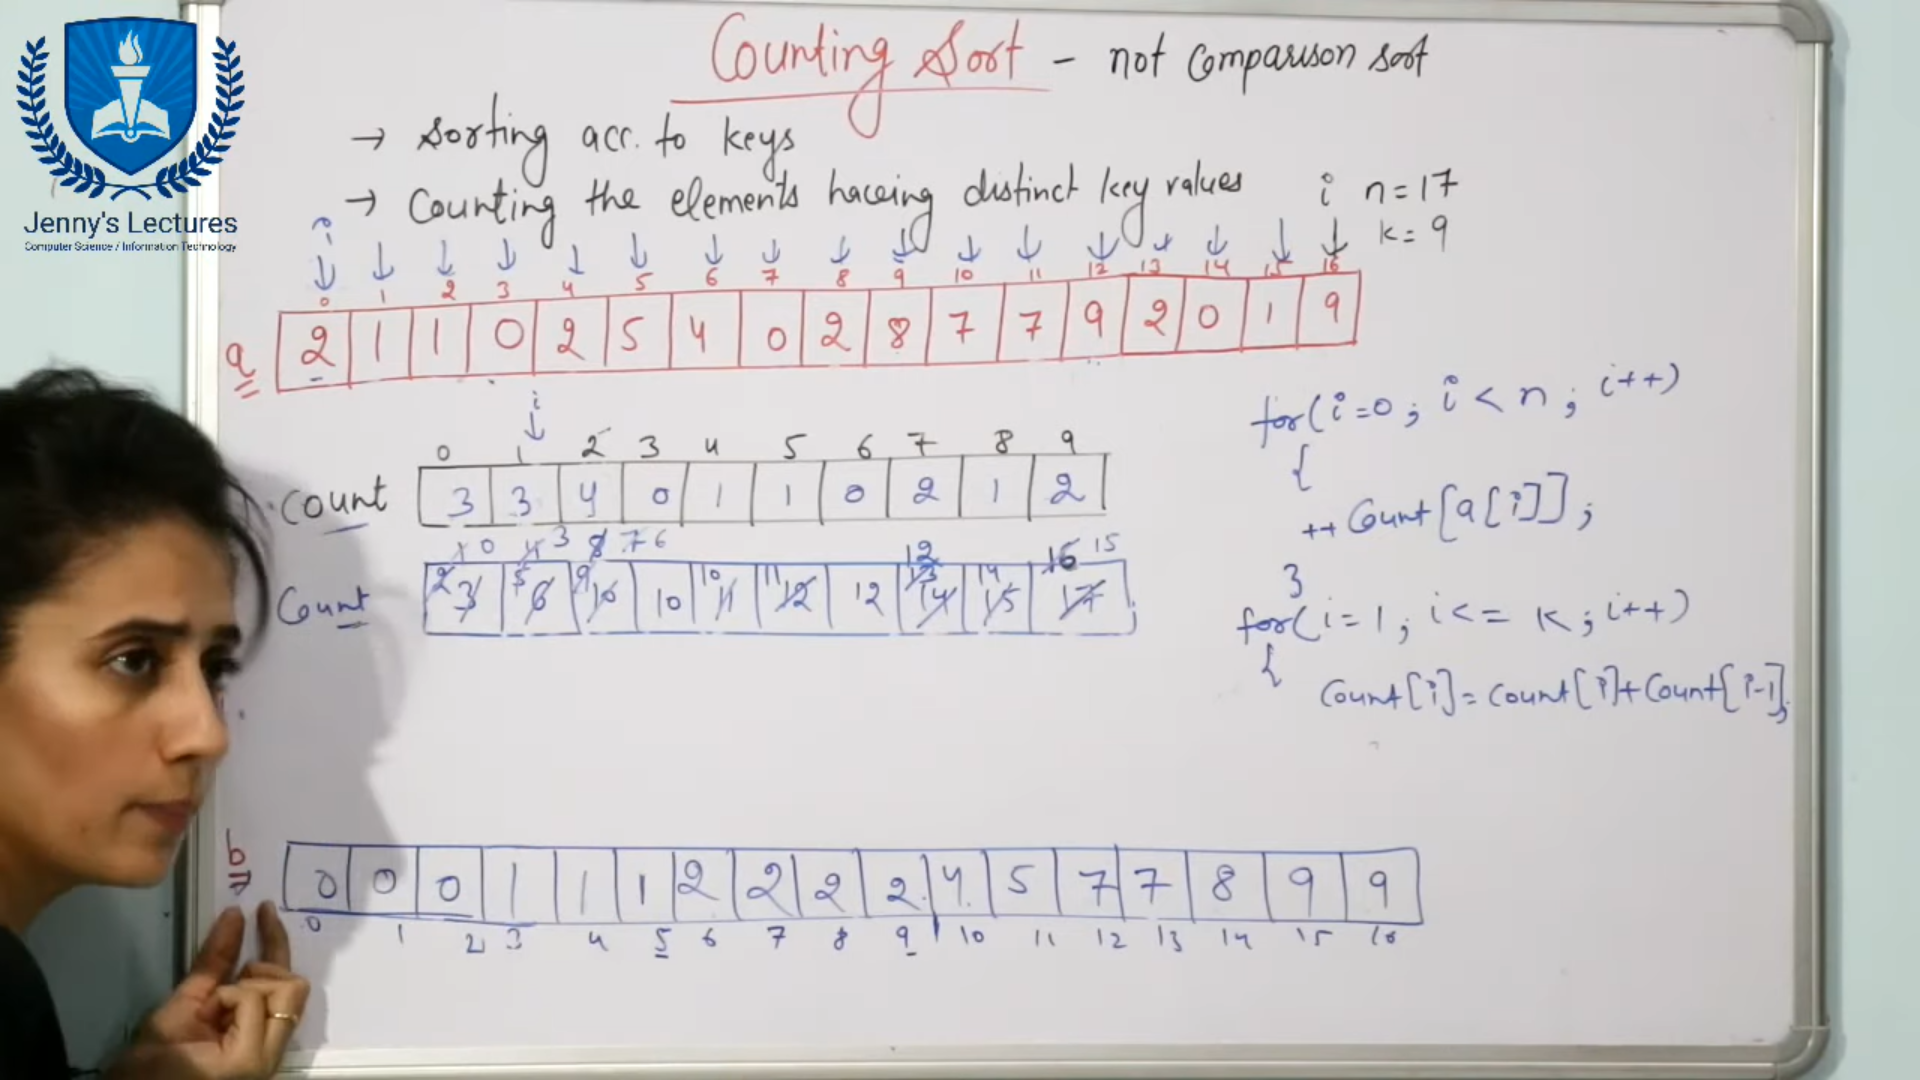 Counting Sort - not comparison sort
→ Sorting acc. to keys
→ Counting the elements haceing distinct key values
i n=17
k=9
Jenny's Lectures
Computer Science / Information Technology
i
0 1 2 3 4 5 6 7 8 9 10 11 12 13 14 15 16
a 2 1 1 0 2 5 4 0 2 8 7 7 9 2 0 1 9
i
0 1 2 3 4 5 6 7 8 9
Count 3 3 4 0 1 1 0 2 1 2
1 0 4 3 8 7 6 12 16 15
2 5 9 10 11 13 14
Count 3 6 10 10 11 12 12 14 15 17
for(i=0; i<n; i++)
{
++ Count[a[i]];
}
for(i=1; i<= k; i++)
{
Count[i]=Count[i]+Count[i-1];
b 0 0 0 1 1 1 2 2 2 2 4 5 7 7 8 9 9
0 1 2 3 4 5 6 7 8 9 10 11 12 13 14 15 16